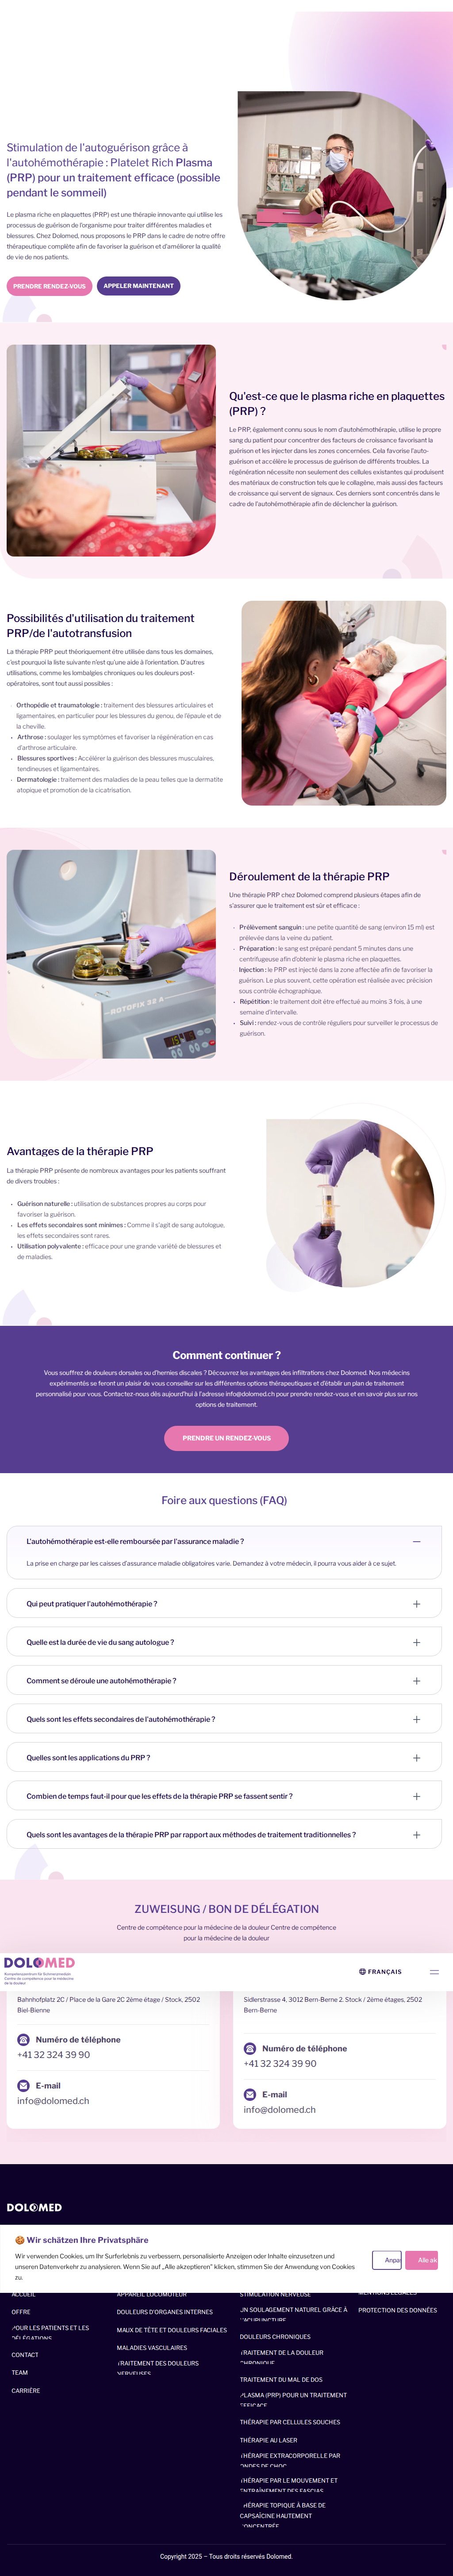 Stimulation de l'autoguérison grâce à
l'autohémothérapie : Platelet Rich Plasma
(PRP) pour un traitement efficace (possible
pendant le sommeil)
Le plasma riche en plaquettes (PRP) est une thérapie innovante qui utilise les
processus de guérison de l'organisme pour traiter différentes maladies et
blessures. Chez Dolomed, nous proposons le PRP dans le cadre de notre offre
thérapeutique complète afin de favoriser la guérison et d'améliorer la qualité
de vie de nos patients.
PRENDRE RENDEZ-VOUS
APPELER MAINTENANT
Qu'est-ce que le plasma riche en plaquettes
(PRP) ?
Le PRP, également connu sous le nom d'autohémothérapie, utilise le propre
sang du patient pour concentrer des facteurs de croissance favorisant la
guérison et les injecter dans les zones concernées. Cela favorise l'auto-
guérison et accélère le processus de guérison de différents troubles. La
régénération nécessite non seulement des cellules existantes qui produisent
des matériaux de construction tels que le collagène, mais aussi des facteurs
de croissance qui servent de signaux. Ces derniers sont concentrés dans le
cadre de l'autohémothérapie afin de déclencher la guérison.
Possibilités d'utilisation du traitement
PRP/de l'autotransfusion
La thérapie PRP peut théoriquement être utilisée dans tous les domaines,
c'est pourquoi la liste suivante n'est qu'une aide à l'orientation. D'autres
utilisations, comme les lombalgies chroniques ou les douleurs post-
opératoires, sont tout aussi possibles :
Orthopédie et traumatologie : traitement des blessures articulaires et
ligamentaires, en particulier pour les blessures du genou, de l'épaule et de
la cheville.
Arthrose : soulager les symptômes et favoriser la régénération en cas
d'arthrose articulaire.
Blessures sportives : Accélérer la guérison des blessures musculaires,
tendineuses et ligamentaires.
Dermatologie : traitement des maladies de la peau telles que la dermatite
atopique et promotion de la cicatrisation.
Déroulement de la thérapie PRP
Une thérapie PRP chez Dolomed comprend plusieurs étapes afin de
s'assurer que le traitement est sûr et efficace :
Prélèvement sanguin : une petite quantité de sang (environ 15 ml) est
prélevée dans la veine du patient.
Préparation : le sang est préparé pendant 5 minutes dans une
centrifugeuse afin d'obtenir le plasma riche en plaquettes.
Injection : le PRP est injecté dans la zone affectée afin de favoriser la
guérison. Le plus souvent, cette opération est réalisée avec précision
sous contrôle échographique.
Répétition : le traitement doit être effectué au moins 3 fois, à une
semaine d'intervalle.
Suivi : rendez-vous de contrôle réguliers pour surveiller le processus de
guérison.
ROTOFIX 32 A
Avantages de la thérapie PRP
La thérapie PRP présente de nombreux avantages pour les patients souffrant
de divers troubles :
Guérison naturelle : utilisation de substances propres au corps pour
favoriser la guérison.
Les effets secondaires sont minimes : Comme il s'agit de sang autologue,
les effets secondaires sont rares.
Utilisation polyvalente : efficace pour une grande variété de blessures et
de maladies.
Comment continuer ?
Vous souffrez de douleurs dorsales ou d'hernies discales ? Découvrez les avantages des infiltrations chez Dolomed. Nos médecins
expérimentés se feront un plaisir de vous conseiller sur les différentes options thérapeutiques et d'établir un plan de traitement
personnalisé pour vous. Contactez-nous dès aujourd'hui à l'adresse info@dolomed.ch pour prendre rendez-vous et en savoir plus sur nos
options de traitement.
PRENDRE UN RENDEZ-VOUS
Foire aux questions (FAQ)
L'autohémothérapie est-elle remboursée par l'assurance maladie ?
La prise en charge par les caisses d'assurance maladie obligatoires varie. Demandez à votre médecin, il pourra vous aider à ce sujet.
Qui peut pratiquer l'autohémothérapie ?
Quelle est la durée de vie du sang autologue ?
Comment se déroule une autohémothérapie ?
Quels sont les effets secondaires de l'autohémothérapie ?
Quelles sont les applications du PRP ?
Combien de temps faut-il pour que les effets de la thérapie PRP se fassent sentir ?
Quels sont les avantages de la thérapie PRP par rapport aux méthodes de traitement traditionnelles ?
ZUWEISUNG / BON DE DÉLÉGATION
Centre de compétence pour la médecine de la douleur Centre de compétence
pour la médecine de la douleur
DOLOMED
Kompetenzzentrum für Schmerzmedizin
Centre de compétence pour la médecine
de la douleur
FRANÇAIS
Bahnhofplatz 2C / Place de la Gare 2C 2ème étage / Stock, 2502
Biel-Bienne
Numéro de téléphone
+41 32 324 39 90
E-mail
info@dolomed.ch
Sidlerstrasse 4, 3012 Bern-Berne 2. Stock / 2ème étages, 2502
Bern-Berne
Numéro de téléphone
+41 32 324 39 90
E-mail
info@dolomed.ch
DOLOMED
🍪 Wir schätzen Ihre Privatsphäre
Wir verwenden Cookies, um Ihr Surferlebnis zu verbessern, personalisierte Anzeigen oder Inhalte einzusetzen und
unseren Datenverkehr zu analysieren. Wenn Sie auf „Alle akzeptieren" klicken, stimmen Sie der Anwendung von Cookies
zu.
Anpa
Alle ak
ACCUEIL
OFFRE
POUR LES PATIENTS ET LES
DÉLÉGATIONS
CONTACT
TEAM
CARRIÈRE
APPAREIL LOCOMOTEUR
DOULEURS D'ORGANES INTERNES
MAUX DE TÊTE ET DOULEURS FACIALES
MALADIES VASCULAIRES
TRAITEMENT DES DOULEURS
NERVEUSES
STIMULATION NERVEUSE
UN SOULAGEMENT NATUREL GRÂCE À
L'ACUPUNCTURE
DOULEURS CHRONIQUES
TRAITEMENT DE LA DOULEUR
CHRONIQUE
TRAITEMENT DU MAL DE DOS
PLASMA (PRP) POUR UN TRAITEMENT
EFFICACE
THÉRAPIE PAR CELLULES SOUCHES
THÉRAPIE AU LASER
THÉRAPIE EXTRACORPORELLE PAR
ONDES DE CHOC
THÉRAPIE PAR LE MOUVEMENT ET
ENTRAÎNEMENT DES FASCIAS
THÉRAPIE TOPIQUE À BASE DE
CAPSAÏCINE HAUTEMENT
CONCENTRÉE
MENTIONS LÉGALES
PROTECTION DES DONNÉES
Copyright 2025 – Tous droits réservés Dolomed.